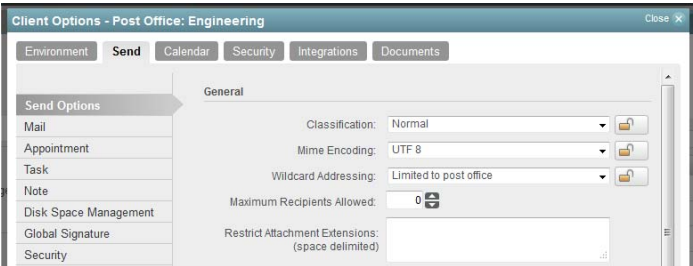 Client Options - Post Office: Engineering Close
Environment Send Calendar Security Integrations Documents
General
Send Options
Mail
Appointment
Task
Note
Disk Space Management
Global Signature
Security
Classification: Normal
Mime Encoding: UTF 8
Wildcard Addressing: Limited to post office
Maximum Recipients Allowed: 0
Restrict Attachment Extensions:
(space delimited)